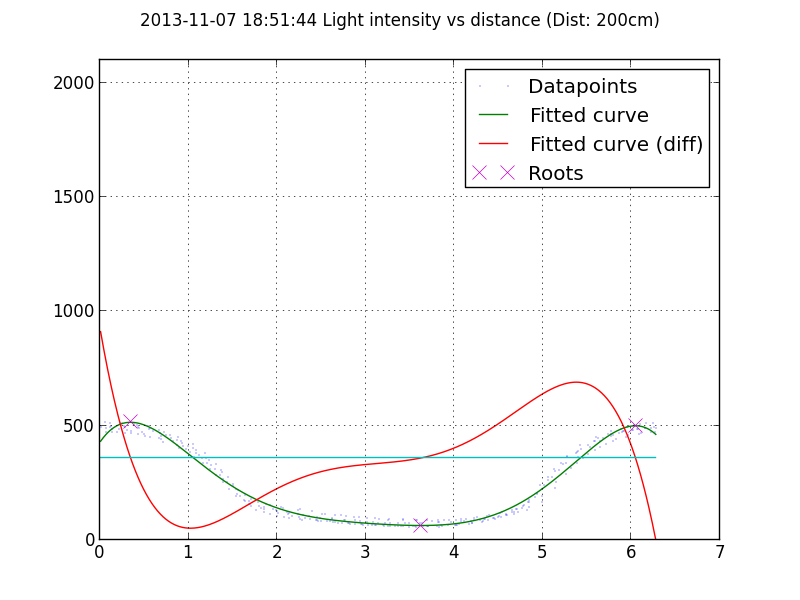 2013-11-07 18:51:44 Light intensity vs distance (Dist: 200cm)
Datapoints
Fitted curve
Fitted curve (diff)
Roots
2000
1500
1000
500
0
0 1 2 3 4 5 6 7